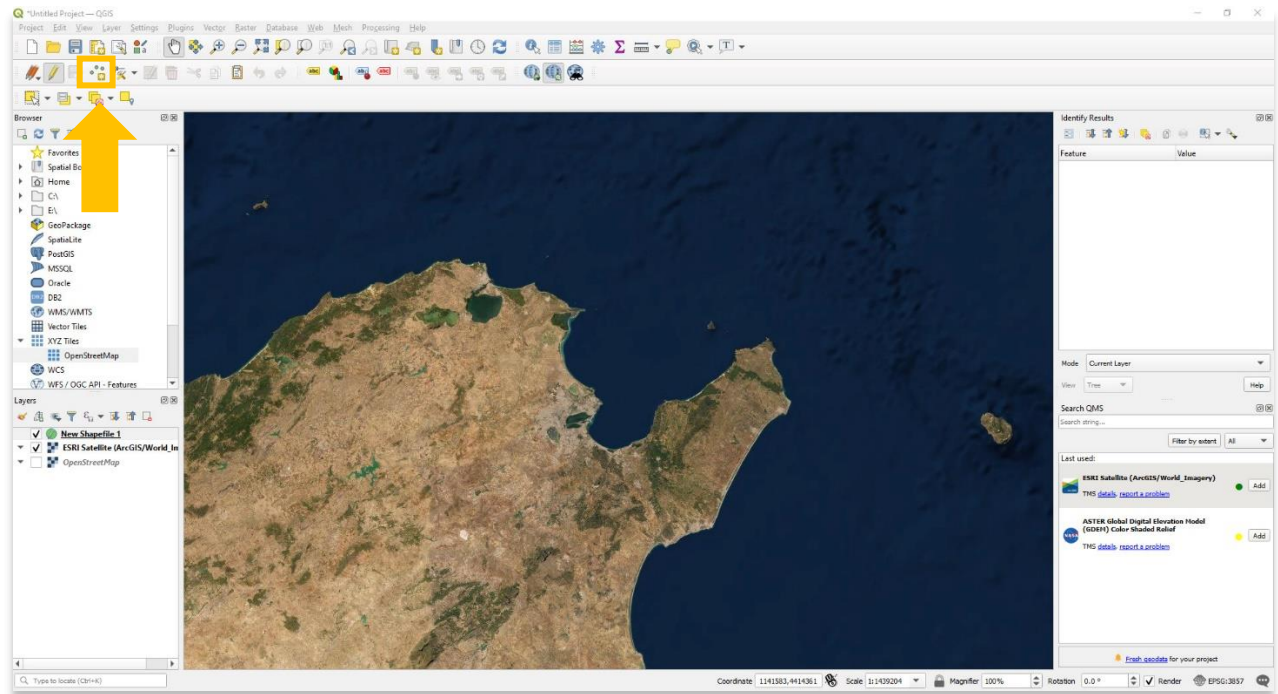 *Untitled Project — QGIS
Project Edit View Layer Settings Plugins Vector Raster Database Web Mesh Processing Help
Browser
Favorites
Spatial Bo
Home
C:\
E:\
GeoPackage
SpatiaLite
PostGIS
MSSQL
Oracle
DB2
WMS/WMTS
Vector Tiles
XYZ Tiles
OpenStreetMap
WCS
WFS / OGC API - Features
Layers
New Shapefile 1
ESRI Satellite (ArcGIS/World_In
OpenStreetMap
Identify Results
Feature Value
Mode Current Layer
View Tree Help
Search QMS
Search string...
Filter by extent All
Last used:
ESRI Satellite (ArcGIS/World_Imagery)
TMS details, report a problem
Add
ASTER Global Digital Elevation Model
(GDEM) Color Shaded Relief
TMS details, report a problem
Add
Fresh geodata for your project
Type to locate (Ctrl+K) Coordinate 1141583,4414361 Scale 1:1439204 Magnifier 100% Rotation 0.0 ° Render EPSG:3857